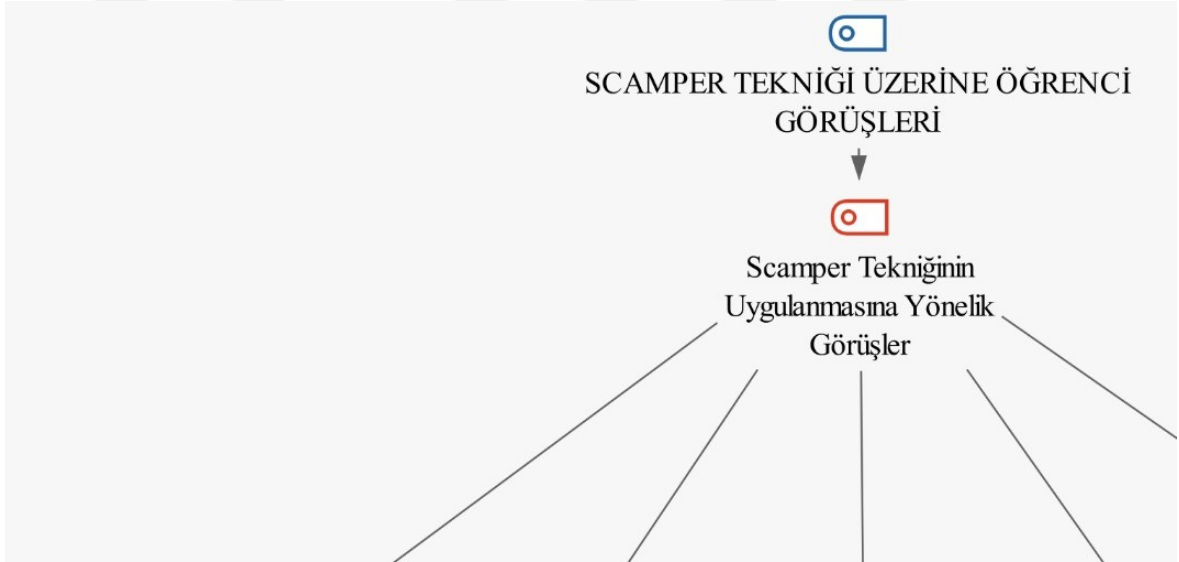 SCAMPER TEKNİĞİ ÜZERİNE ÖĞRENCİ
GÖRÜŞLERİ
Scamper Tekniğinin
Uygulanmasına Yönelik
Görüşler